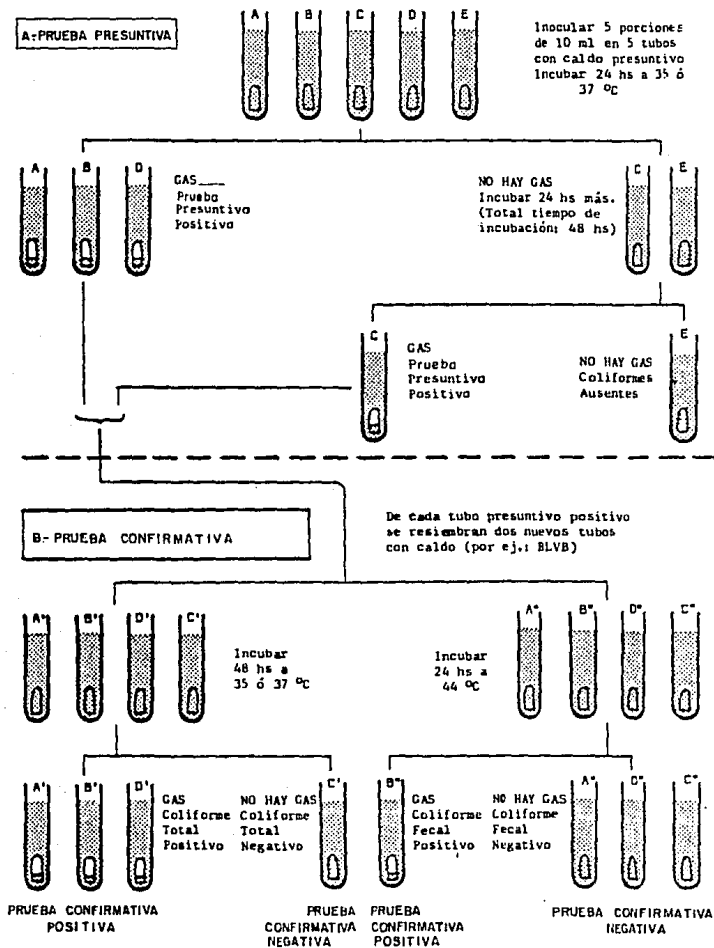 A:-PRUEBA PRESUNTIVA
A B C D E
Inocular 5 porciones
de 10 ml en 5 tubos
con caldo presuntivo
Incubar 24 hs a 35 ó
37 ºC
A B D
GAS
Prueba
Presuntiva
Positiva
NO HAY GAS
Incubar 24 hs más.
(Total tiempo de
incubación: 48 hs)
C E
C
GAS
Prueba
Presuntiva
Positiva
NO HAY GAS
Coliformes
Ausentes
E
B.- PRUEBA CONFIRMATIVA
De cada tubo presuntivo positivo
se resiembran dos nuevos tubos
con caldo (por ej.: BLVB)
A' B' D' C'
Incubar
48 hs a
35 ó 37 ºC
Incubar
24 hs a
44 ºC
A" B" D" C"
A' B' D'
GAS
Coliforme
Total
Positivo
NO HAY GAS
Coliforme
Total
Negativo
C'
B"
GAS
Coliforme
Fecal
Positivo
NO HAY GAS
Coliforme
Fecal
Negativo
A" D" C"
PRUEBA CONFIRMATIVA
POSITIVA
PRUEBA
CONFIRMATIVA
NEGATIVA
PRUEBA
CONFIRMATIVA
POSITIVA
PRUEBA CONFIRMATIVA
NEGATIVA